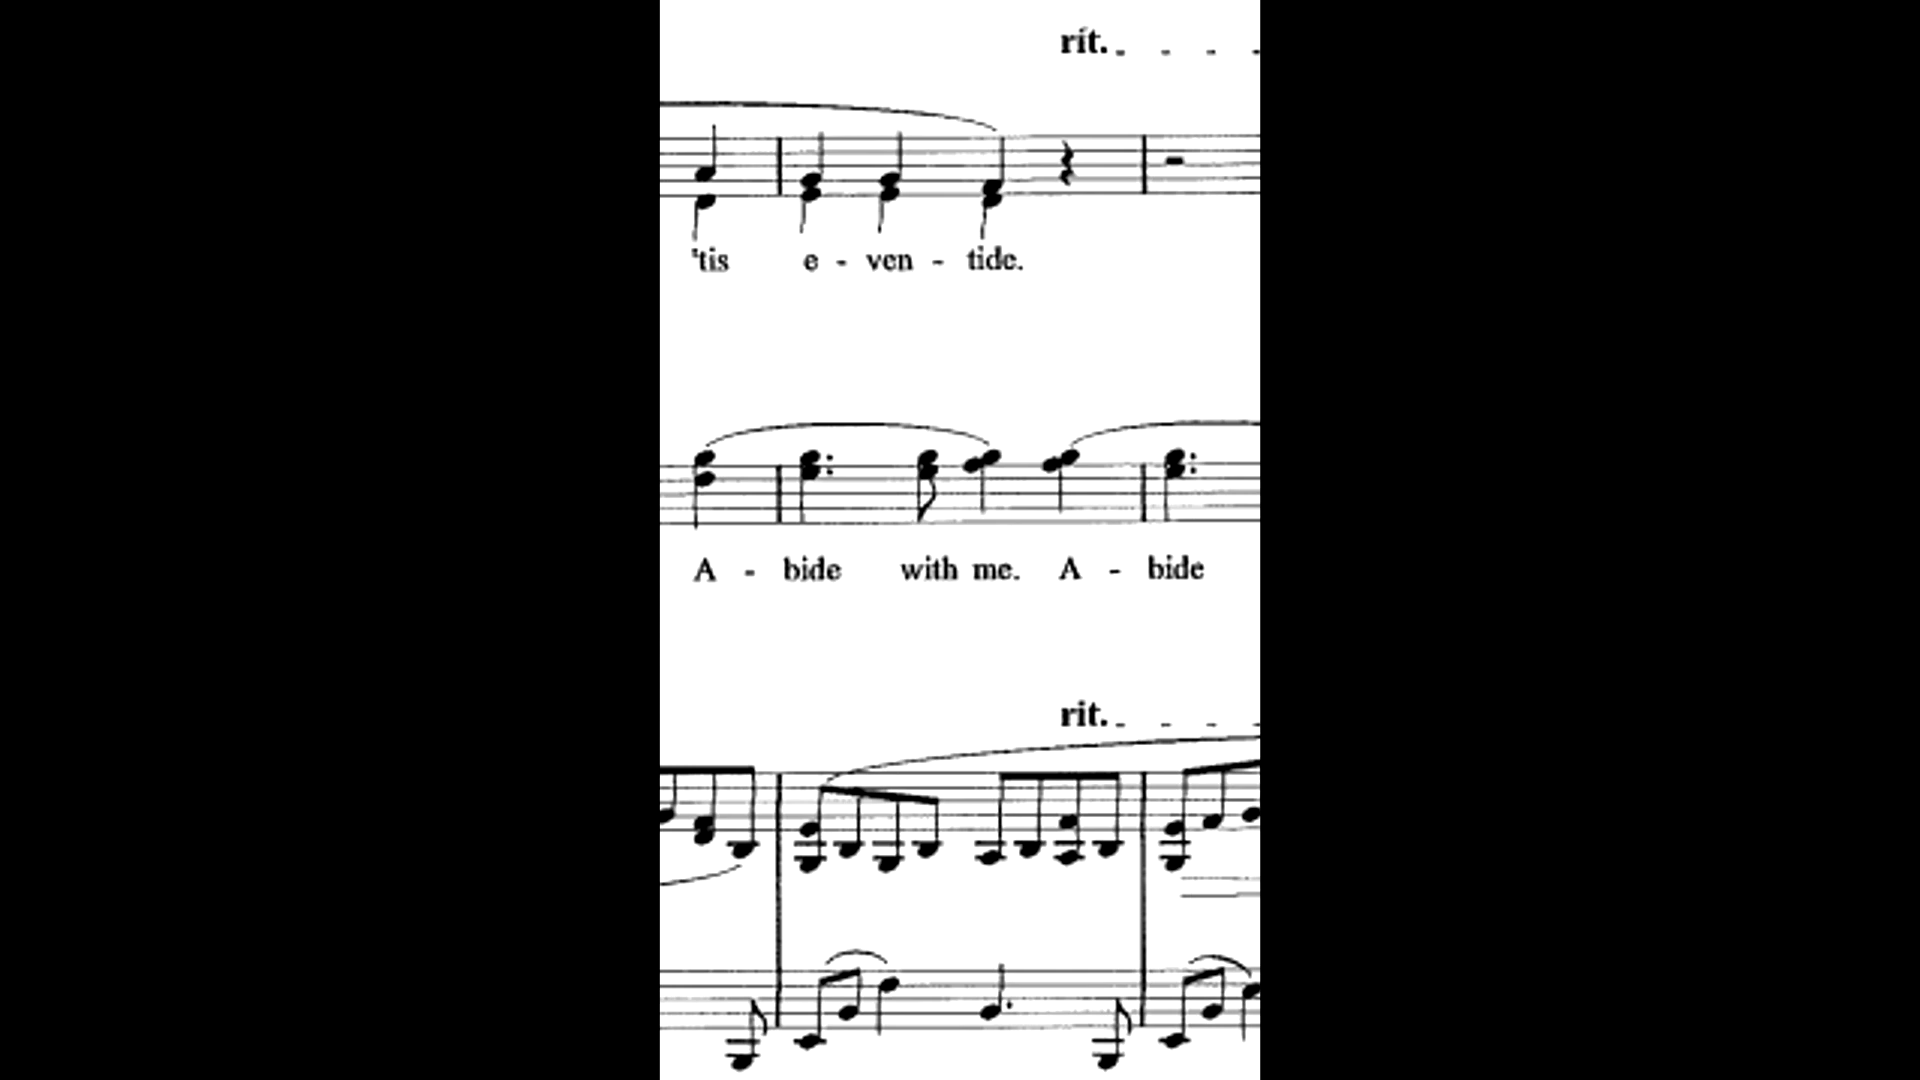 rit.
'tis e - ven - tide.
A - bide with me. A - bide
rit.